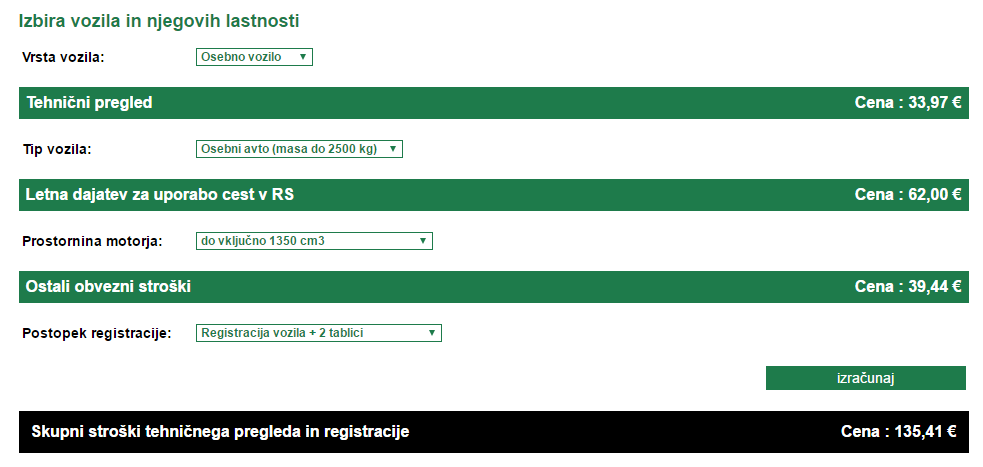 Izbira vozila in njegovih lastnosti
Vrsta vozila: Osebno vozilo
Tehnični pregled Cena : 33,97 €
Tip vozila: Osebni avto (masa do 2500 kg)
Letna dajatev za uporabo cest v RS Cena : 62,00 €
Prostornina motorja: do vključno 1350 cm3
Ostali obvezni stroški Cena : 39,44 €
Postopek registracije: Registracija vozila + 2 tablici
izračunaj
Skupni stroški tehničnega pregleda in registracije Cena : 135,41 €